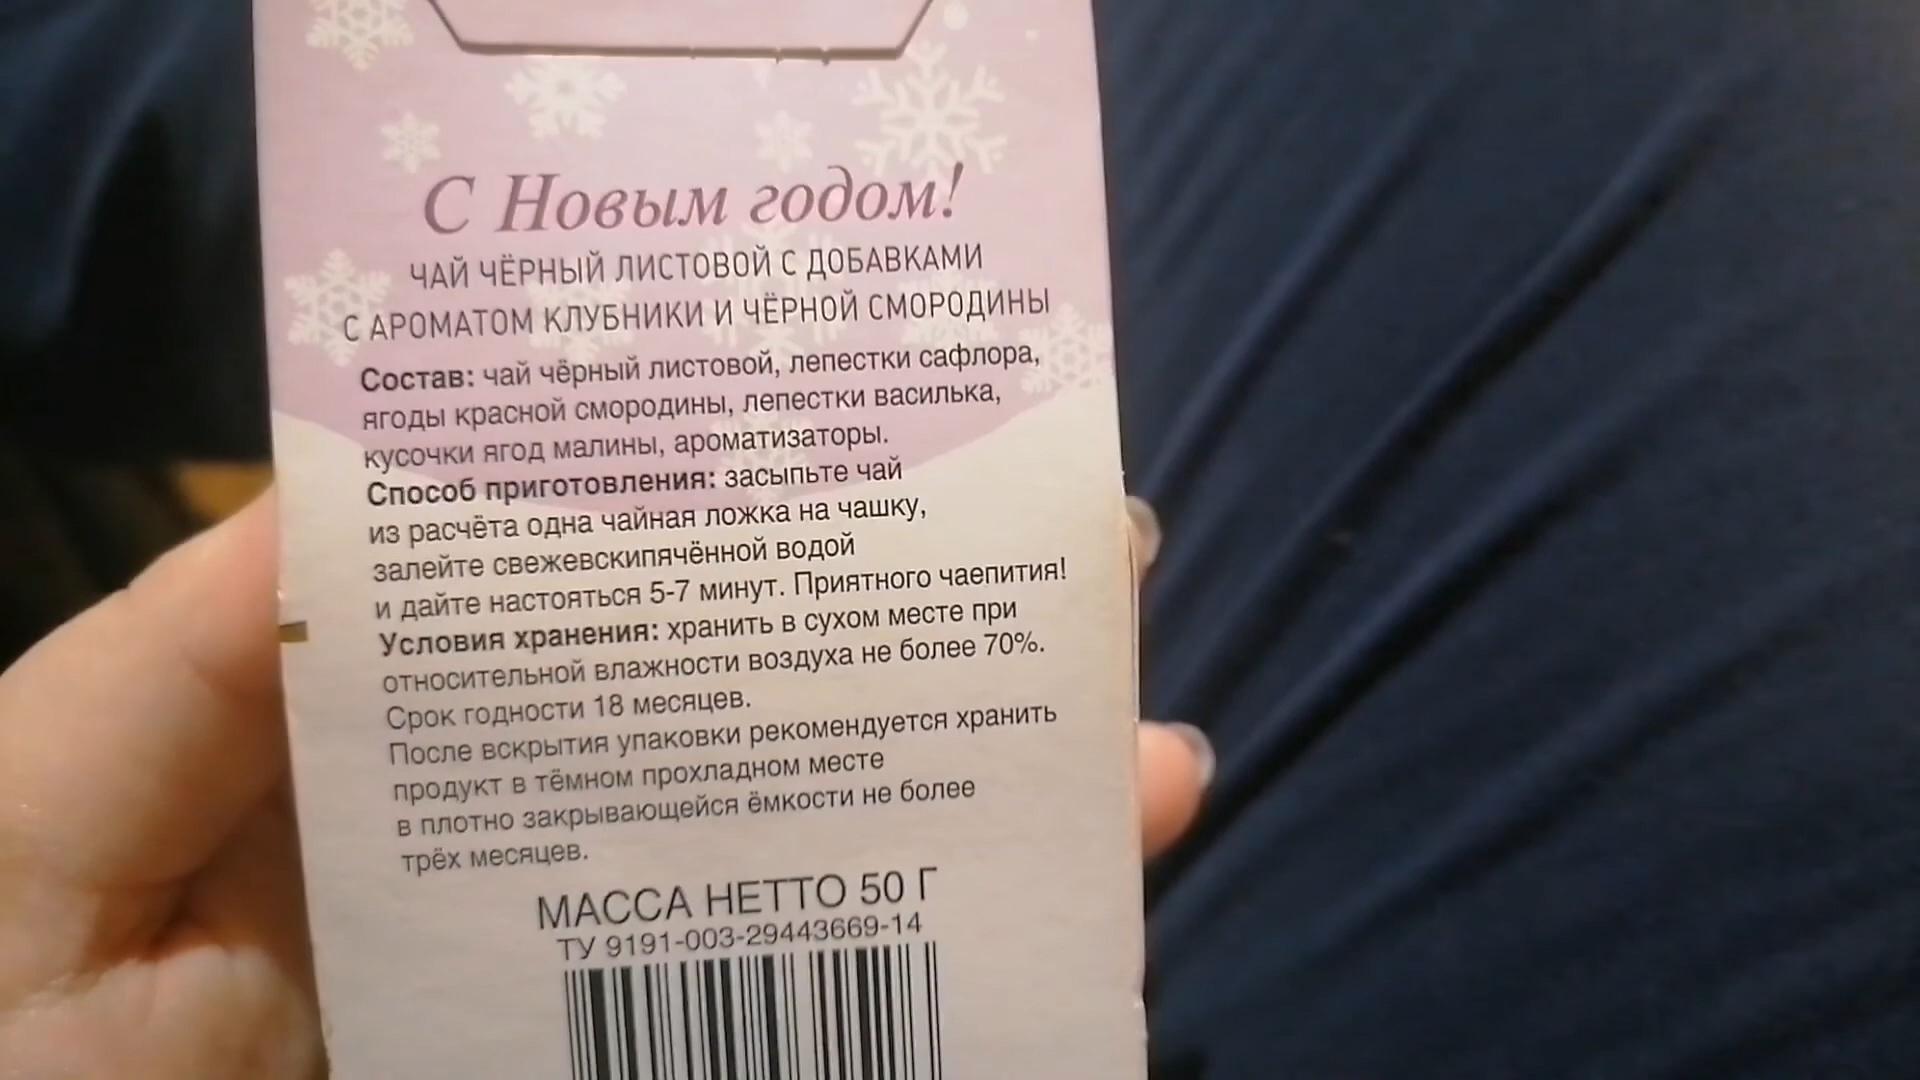 С Новым годом!
ЧАЙ ЧЁРНЫЙ ЛИСТОВОЙ С ДОБАВКАМИ
С АРОМАТОМ КЛУБНИКИ И ЧЁРНОЙ СМОРОДИНЫ
Состав: чай чёрный листовой, лепестки сафлора,
ягоды красной смородины, лепестки василька,
кусочки ягод малины, ароматизаторы.
Способ приготовления: засыпьте чай
из расчёта одна чайная ложка на чашку,
залейте свежевскипячённой водой
и дайте настояться 5-7 минут. Приятного чаепития!
Условия хранения: хранить в сухом месте при
относительной влажности воздуха не более 70%.
Срок годности 18 месяцев.
После вскрытия упаковки рекомендуется хранить
продукт в тёмном прохладном месте
в плотно закрывающейся ёмкости не более
трёх месяцев.
МАССА НЕТТО 50 Г
ТУ 9191-003-29443669-14